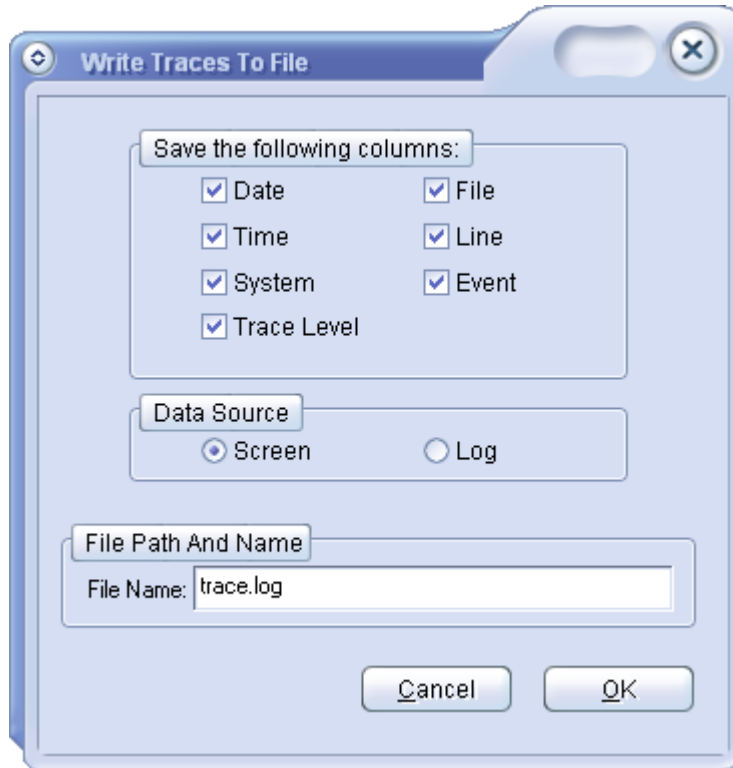 Write Traces To File
Save the following columns:
Date File
Time Line
System Event
Trace Level
Data Source
Screen Log
File Path And Name
File Name: trace.log
Cancel OK